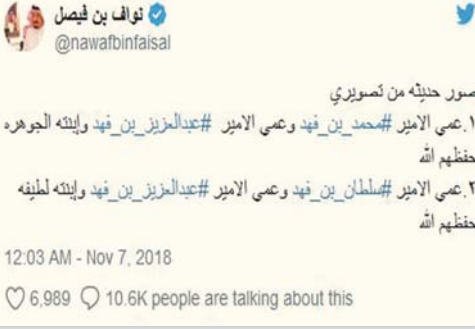 نواف بن فيصل
@nawafbinfaisal
صور حديثه من تصويري
١.عمي الامير #محمد_بن_فهد وعمي الامير #عبدالعزيز_بن_فهد وإبنته الجوهره
حفظهم الله
٢.عمي الامير #سلطان_بن_فهد وعمي الامير #عبدالعزيز_بن_فهد وإبنته لطيفه
حفظهم الله
12:03 AM - Nov 7, 2018
6,989 10.6K people are talking about this